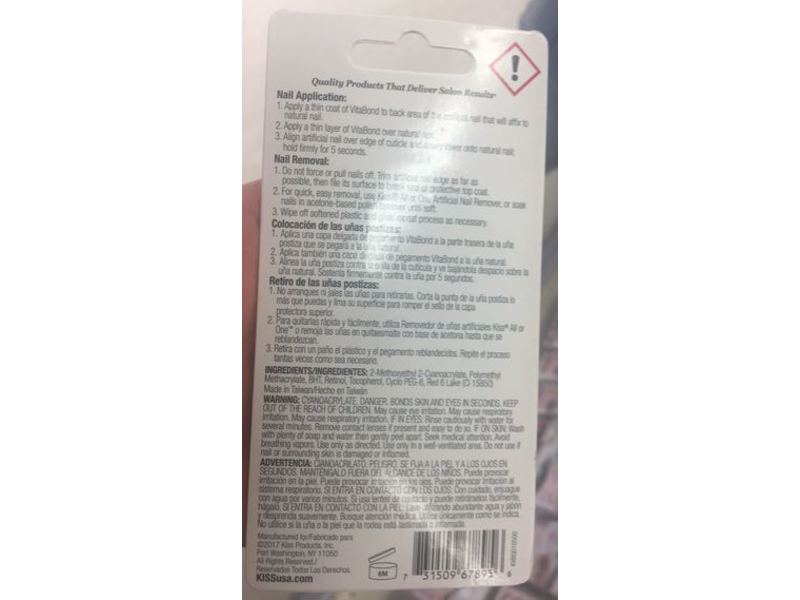 Quality Products That Deliver Salon Results
Nail Application:
1. Apply a thin coat of VitaBond to back area of the artificial nail that will affix to
natural nail.
2. Apply a thin layer of VitaBond over natural
3. Align artificial nail over edge of cuticle and lower onto natural nail;
hold firmly for 5 seconds.
Nail Removal:
1. Do not force or pull nails off. Trim artificial nail edge as far as
possible, then file its surface to break seal of protective top coat.
2. For quick, easy removal, use Kiss® All or One Artificial Nail Remover, or soak
nails in acetone-based polish remover until soft.
3. Wipe off softened plastic and glue, repeat process as necessary.
Colocación de las uñas postizas:
1. Aplica una capa delgada de pegamento VitaBond a la parte trasera de la uña
postiza que se pegará a la uña natural.
2. Aplica también una capa delgada de pegamento VitaBond a la uña natural.
3. Alinea la uña postiza contra la orilla de la cutícula y ve bajándola despacio sobre la
uña natural. Sostenla firmemente contra la uña por 5 segundos.
Retiro de las uñas postizas:
1. No arranques ni jales las uñas para retirarlas. Corta la punta de la uña postiza lo
más que puedas y lima su superficie para romper el sello de la capa
protectora superior.
2. Para quitarlas rápida y fácilmente, utiliza Removedor de uñas artificiales Kiss® All or
One™ o remoja las uñas en quitaesmalte con base de acetona hasta que se
reblandezcan.
3. Retira con un paño el plástico y el pegamento reblandecidos. Repite el proceso
tantas veces como sea necesario.
INGREDIENTS/INGREDIENTES: 2-Methoxyethyl 2-Cyanoacrylate, Polymethyl
Methacrylate, BHT, Retinol, Tocopherol, Cyclo PEG-6, Red 6 Lake (CI 15850)
Made in Taiwan/Hecho en Taiwán
WARNING: CYANOACRYLATE. DANGER. BONDS SKIN AND EYES IN SECONDS. KEEP
OUT OF THE REACH OF CHILDREN. May cause eye irritation. May cause respiratory
irritation. May cause respiratory irritation. IF IN EYES: Rinse cautiously with water for
several minutes. Remove contact lenses if present and easy to do so. IF ON SKIN: Wash
with plenty of soap and water then gently peel apart. Seek medical attention. Avoid
breathing vapors. Use only as directed. Use only in a well-ventilated area. Do not use if
nail or surrounding skin is damaged or inflamed.
ADVERTENCIA: CIANOACRILATO. PELIGRO. SE FIJA A LA PIEL Y A LOS OJOS EN
SEGUNDOS. MANTÉNGALO FUERA DEL ALCANCE DE LOS NIÑOS. Puede provocar
irritación en la piel. Puede provocar irritación en los ojos. Puede provocar irritación al
sistema respiratorio. SI ENTRA EN CONTACTO CON LOS OJOS: Con cuidado, enjuague
con agua por varios minutos. Si usa lentes de contacto y puede retirárselos fácilmente,
hágalo. SI ENTRA EN CONTACTO CON LA PIEL: Lave utilizando abundante agua y jabón
y desprenda suavemente. Busque atención médica. Utilice únicamente como se indica.
No utilice si la uña o la piel que la rodea está lastimada o inflamada.
Manufactured for/Fabricado para
©2017 Kiss Products, Inc.
Port Washington, NY 11050
All Rights Reserved./
Reservados Todos Los Derechos.
KISSusa.com
6M
7 31509 67895 6